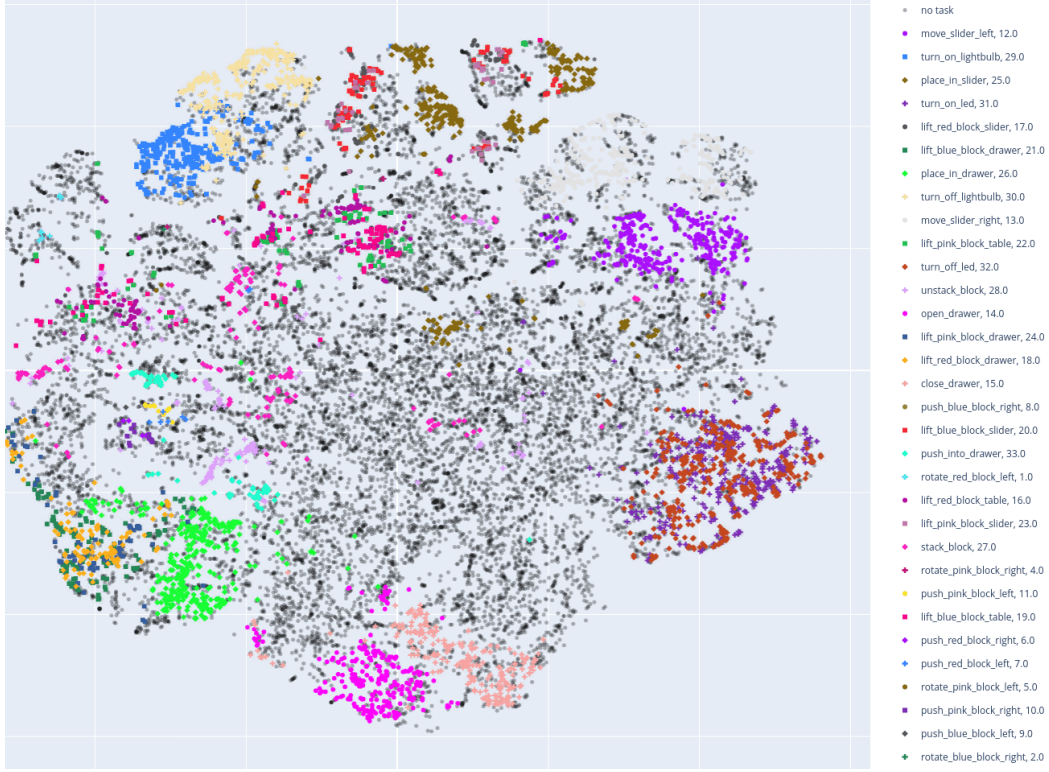 no task
move_slider_left, 12.0
turn_on_lightbulb, 29.0
place_in_slider, 25.0
turn_on_led, 31.0
lift_red_block_slider, 17.0
lift_blue_block_drawer, 21.0
place_in_drawer, 26.0
turn_off_lightbulb, 30.0
move_slider_right, 13.0
lift_pink_block_table, 22.0
turn_off_led, 32.0
unstack_block, 28.0
open_drawer, 14.0
lift_pink_block_drawer, 24.0
lift_red_block_drawer, 18.0
close_drawer, 15.0
push_blue_block_right, 8.0
lift_blue_block_slider, 20.0
push_into_drawer, 33.0
rotate_red_block_left, 1.0
lift_red_block_table, 16.0
lift_pink_block_slider, 23.0
stack_block, 27.0
rotate_pink_block_right, 4.0
push_pink_block_left, 11.0
lift_blue_block_table, 19.0
push_red_block_right, 6.0
push_red_block_left, 7.0
rotate_pink_block_left, 5.0
push_pink_block_right, 10.0
push_blue_block_left, 9.0
rotate_blue_block_right, 2.0